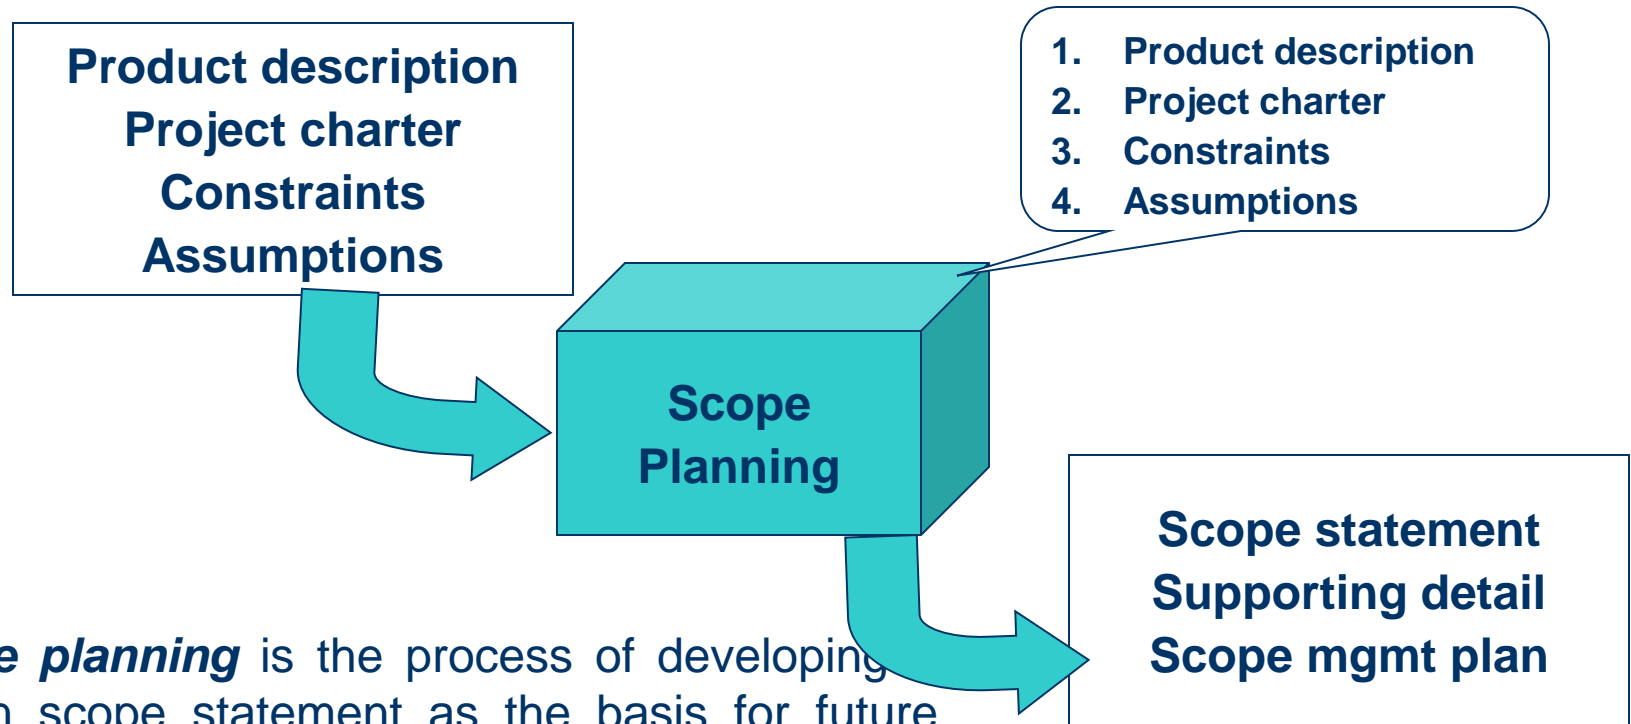 Product description
Project charter
Constraints
Assumptions
1. Product description
2. Project charter
3. Constraints
4. Assumptions
Scope
Planning
Scope statement
Supporting detail
Scope mgmt plan
planning is the process of developing
scope statement as the basis for future